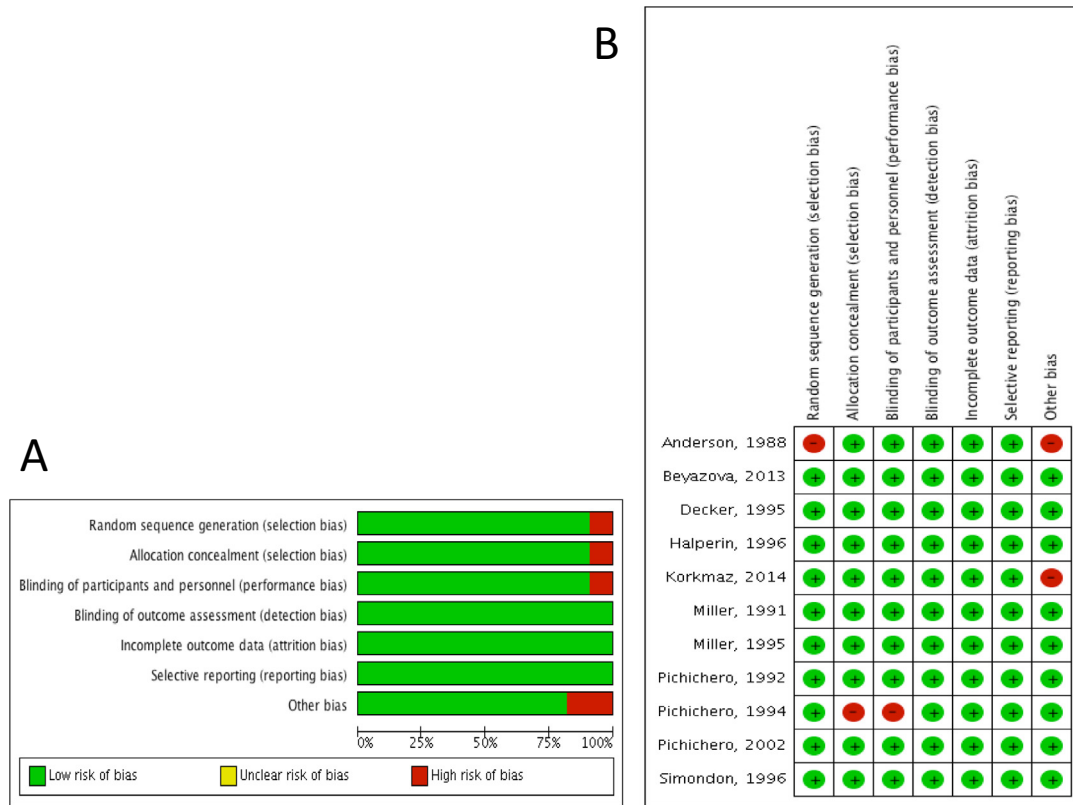 B
Random sequence generation (selection bias)
Allocation concealment (selection bias)
Blinding of participants and personnel (performance bias)
Blinding of outcome assessment (detection bias)
Incomplete outcome data (attrition bias)
Selective reporting (reporting bias)
Other bias
Anderson, 1988 - + + + + + -
Beyazova, 2013 + + + + + + +
Decker, 1995 + + + + + + +
Halperin, 1996 + + + + + + +
Korkmaz, 2014 + + + + + + -
Miller, 1991 + + + + + + +
Miller, 1995 + + + + + + +
Pichichero, 1992 + + + + + + +
Pichichero, 1994 + - - + + + +
Pichichero, 2002 + + + + + + +
Simondon, 1996 + + + + + + +
A
Random sequence generation (selection bias)
Allocation concealment (selection bias)
Blinding of participants and personnel (performance bias)
Blinding of outcome assessment (detection bias)
Incomplete outcome data (attrition bias)
Selective reporting (reporting bias)
Other bias
0% 25% 50% 75% 100%
Low risk of bias Unclear risk of bias High risk of bias